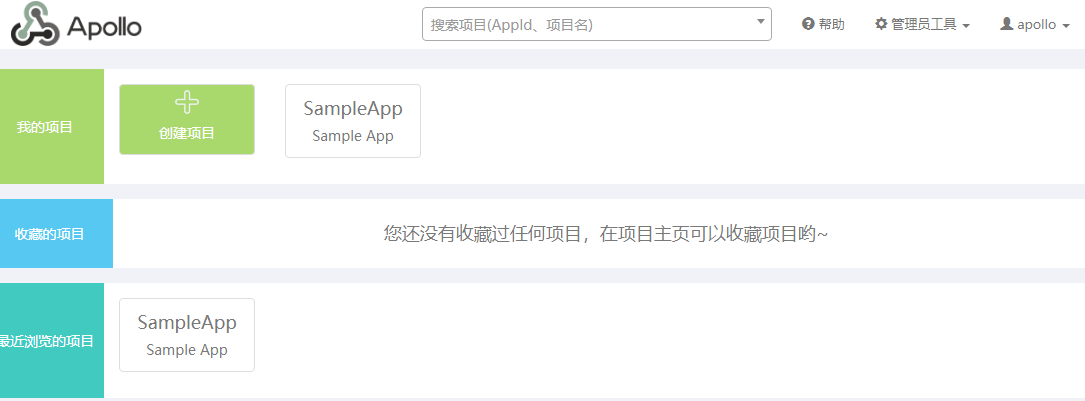 Apollo
搜索项目(AppId、项目名)
帮助
管理员工具
apollo
我的项目
创建项目
SampleApp
Sample App
收藏的项目
您还没有收藏过任何项目，在项目主页可以收藏项目哟~
最近浏览的项目
SampleApp
Sample App